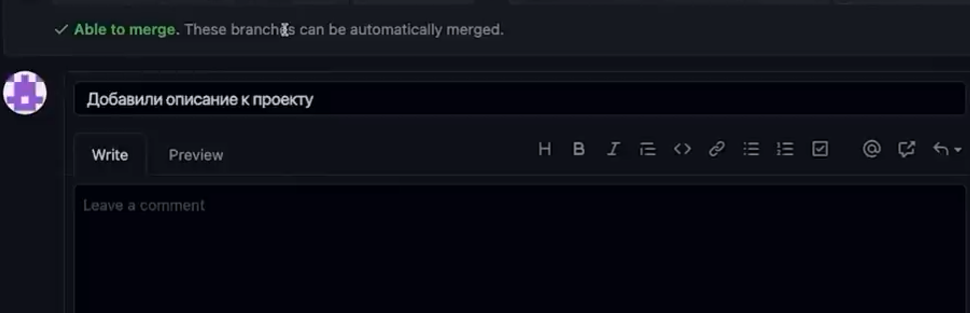 Able to merge. These branches can be automatically merged.
Добавили описание к проекту
Write Preview H B I @
Leave a comment